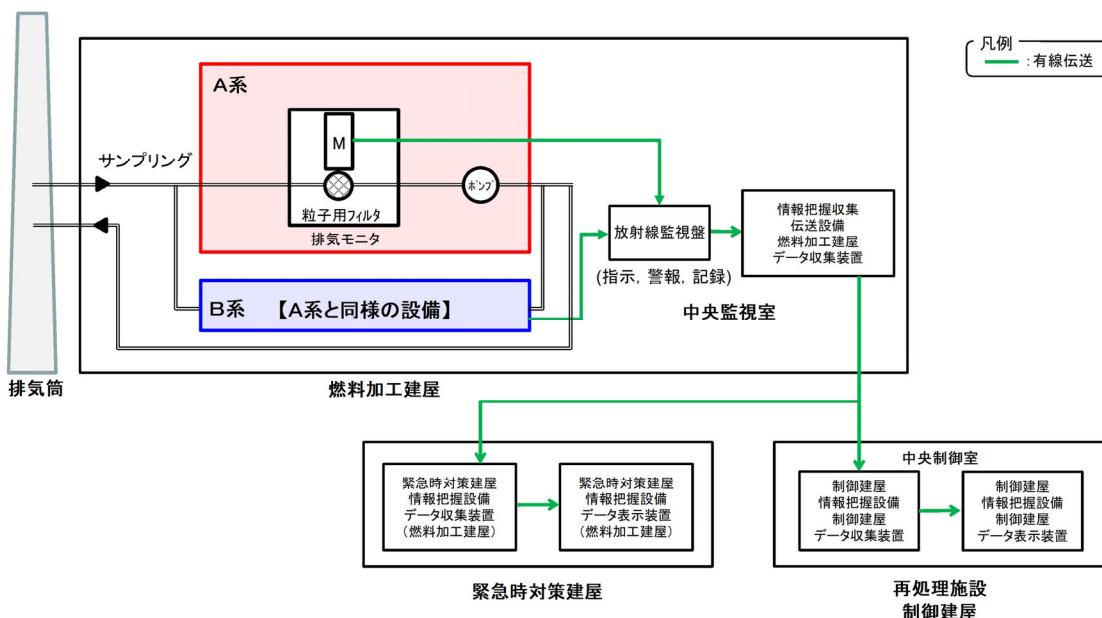 凡例
:有線伝送
A系
M
サンプリング
ポンプ
粒子用フィルタ
排気モニタ
放射線監視盤
(指示, 警報, 記録)
情報把握収集
伝送設備
燃料加工建屋
データ収集装置
中央監視室
B系 【A系と同様の設備】
排気筒
燃料加工建屋
緊急時対策建屋
情報把握設備
データ収集装置
(燃料加工建屋)
緊急時対策建屋
情報把握設備
データ表示装置
(燃料加工建屋)
緊急時対策建屋
中央制御室
制御建屋
情報把握設備
制御建屋
データ収集装置
制御建屋
情報把握設備
制御建屋
データ表示装置
再処理施設
制御建屋